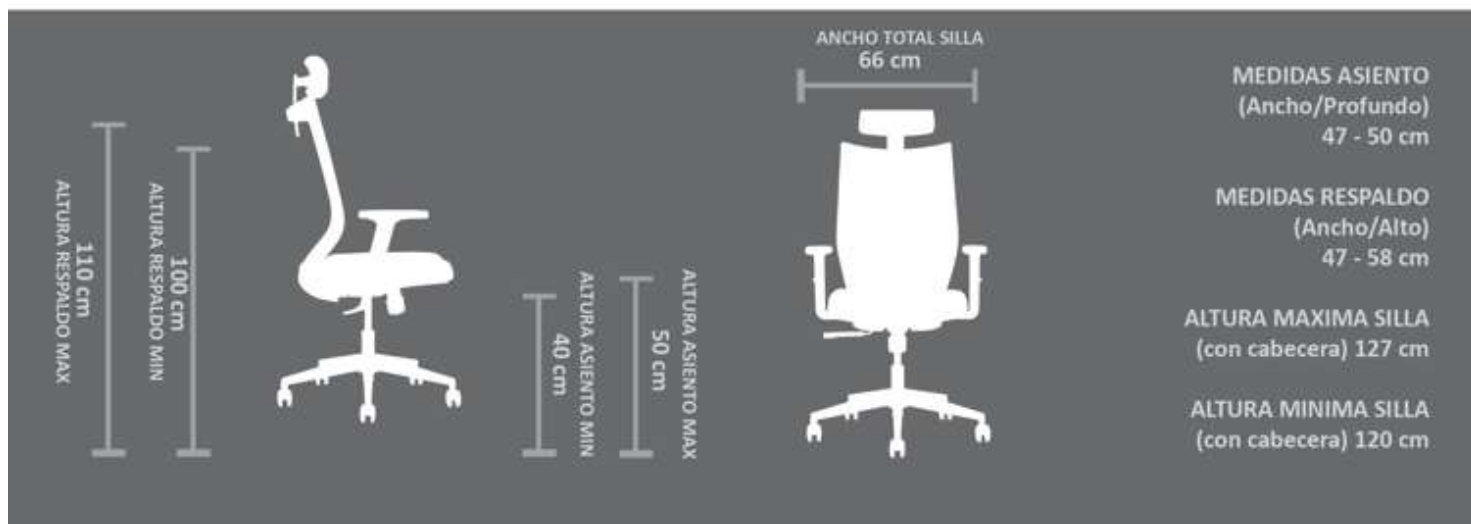 110 cm
ALTURA RESPALDO MAX
100 cm
ALTURA RESPALDO MIN
ALTURA ASIENTO MIN
40 cm
ALTURA ASIENTO MAX
50 cm
ANCHO TOTAL SILLA
66 cm
MEDIDAS ASIENTO
(Ancho/Profundo)
47 - 50 cm
MEDIDAS RESPALDO
(Ancho/Alto)
47 - 58 cm
ALTURA MAXIMA SILLA
(con cabecera) 127 cm
ALTURA MINIMA SILLA
(con cabecera) 120 cm